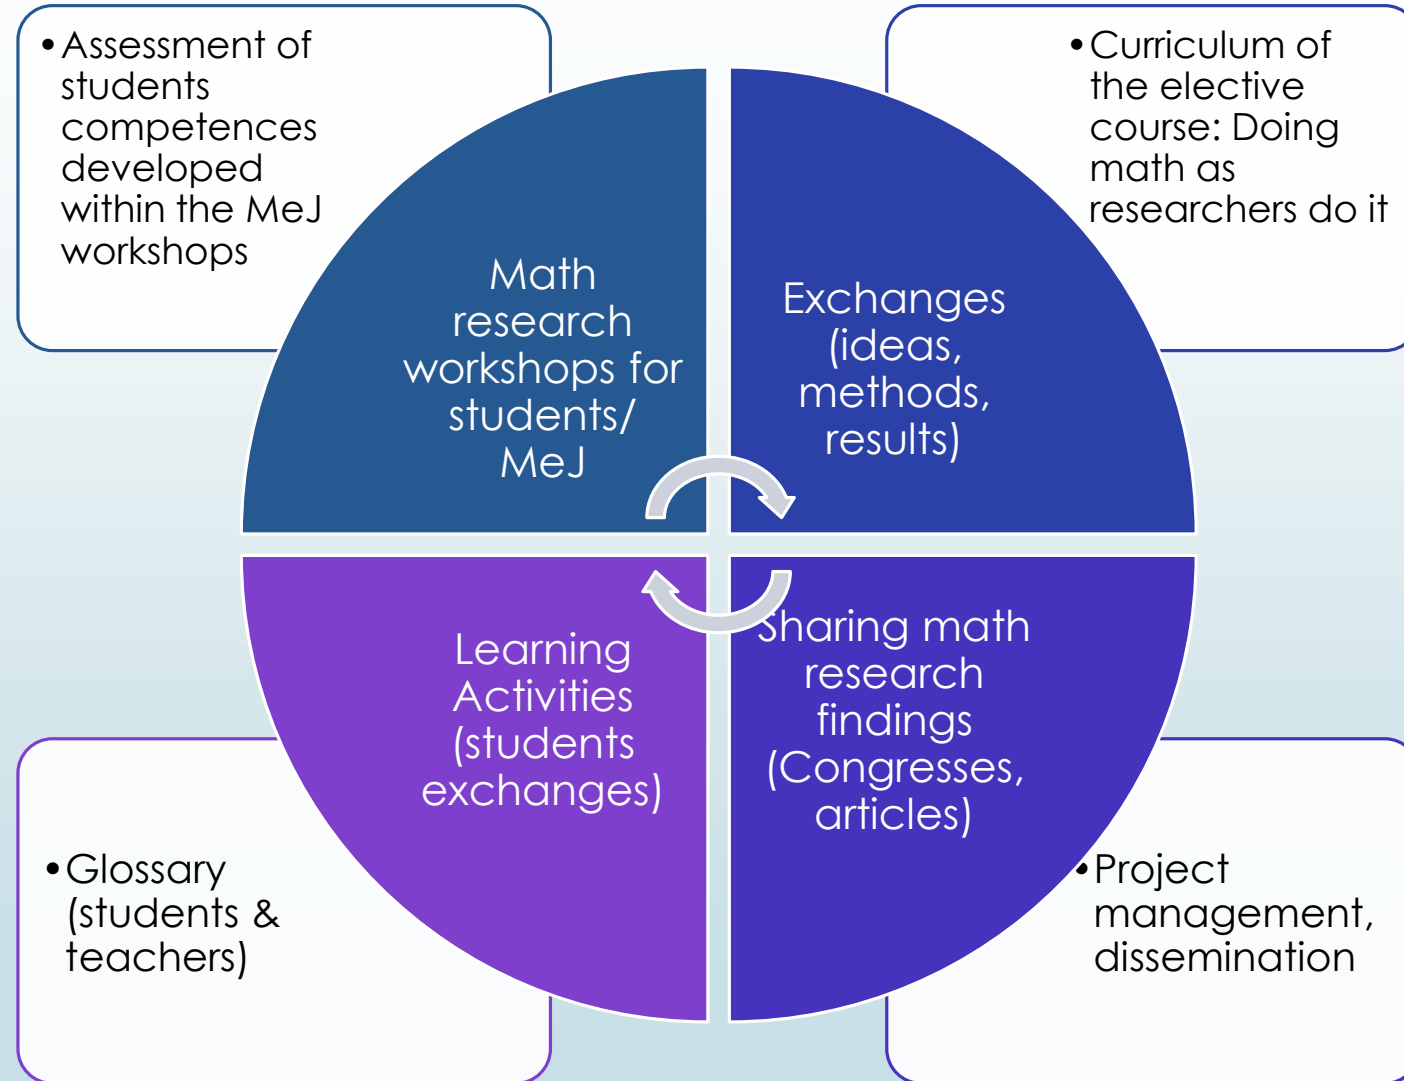 •Assessment of
students
competences
developed
within the MeJ
workshops
Math
research
workshops for
students/
MeJ
Exchanges
(ideas,
methods,
results)
•Curriculum of
the elective
course: Doing
math as
researchers do it
•Glossary
(students &
teachers)
Learning
Activities
(students
exchanges)
Sharing math
research
findings
(Congresses,
articles)
•Project
management,
dissemination